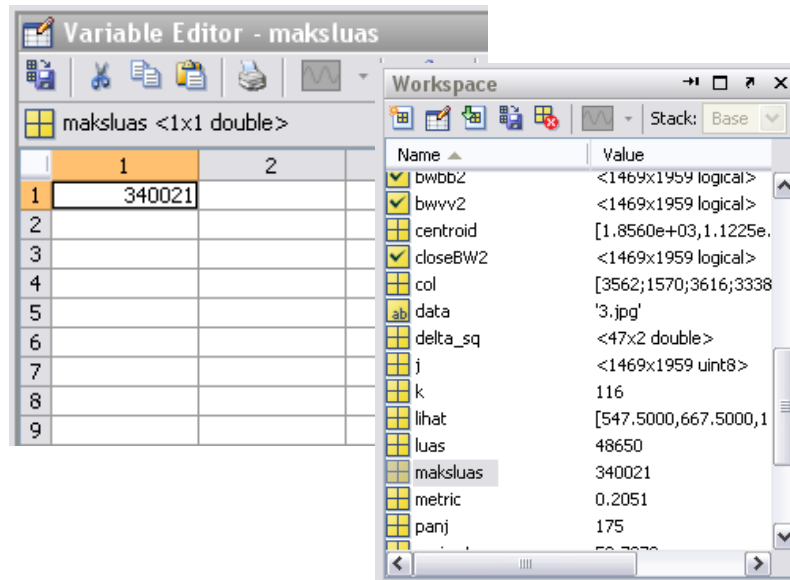 Variable Editor - maksluas
maksluas <1x1 double>
1 2
1 340021
2
3
4
5
6
7
8
9
Workspace
Stack: Base
Name Value
bwbb2 <1469x1959 logical>
bwvv2 <1469x1959 logical>
centroid [1.8560e+03,1.1225e.
closeBW2 <1469x1959 logical>
col [3562;1570;3616;3338
ab data '3.jpg'
delta_sq <47x2 double>
j <1469x1959 uint8>
k 116
lihat [547.5000,667.5000,1
luas 48650
maksluas 340021
metric 0.2051
panj 175